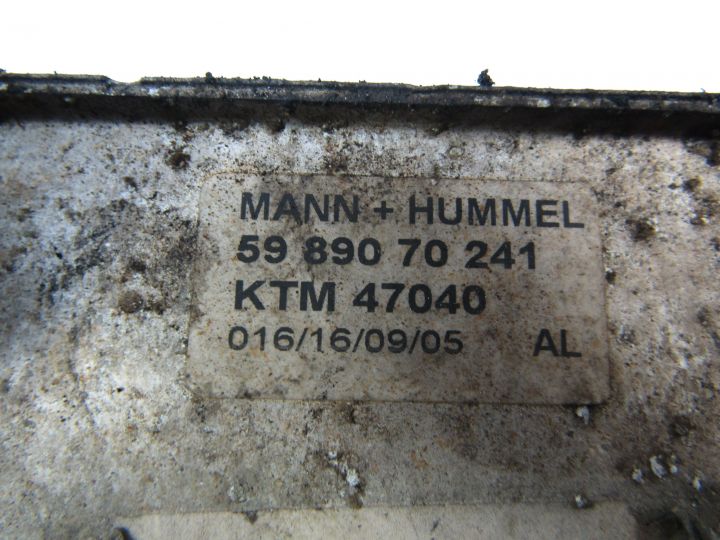 MANN + HUMMEL
59 890 70 241
KTM 47040
016/16/09/05 AL